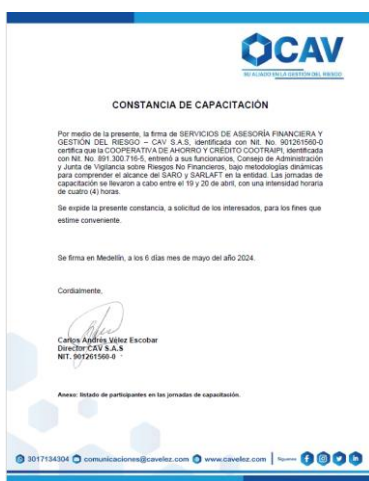 CAV
SU ALIADO EN LA GESTIÓN DEL RIESGO
CONSTANCIA DE CAPACITACIÓN
Por medio de la presente, la firma de SERVICIOS DE ASESORÍA FINANCIERA Y
GESTIÓN DEL RIESGO – CAV S.A.S, identificada con Nit. No. 901261560-0
certifica que la COOPERATIVA DE AHORRO Y CRÉDITO COOTRAIPI, identificada
con Nit. No. 891.300.716-5, entrenó a sus funcionarios, Consejo de Administración
y Junta de Vigilancia sobre Riesgos No Financieros, bajo metodologías dinámicas
para comprender el alcance del SARO y SARLAFT en la entidad. Las jornadas de
capacitación se llevaron a cabo entre el 19 y 20 de abril, con una intensidad horaria
de cuatro (4) horas.
Se expide la presente constancia, a solicitud de los interesados, para los fines que
estime conveniente.
Se firma en Medellín, a los 6 días mes de mayo del año 2024.
Cordialmente,
Carlos Andrés Vélez Escobar
Director CAV S.A.S
NIT. 901261560-0
Anexo: listado de participantes en las jornadas de capacitación.
3017134304 comunicaciones@cavelez.com www.cavelez.com Síguenos